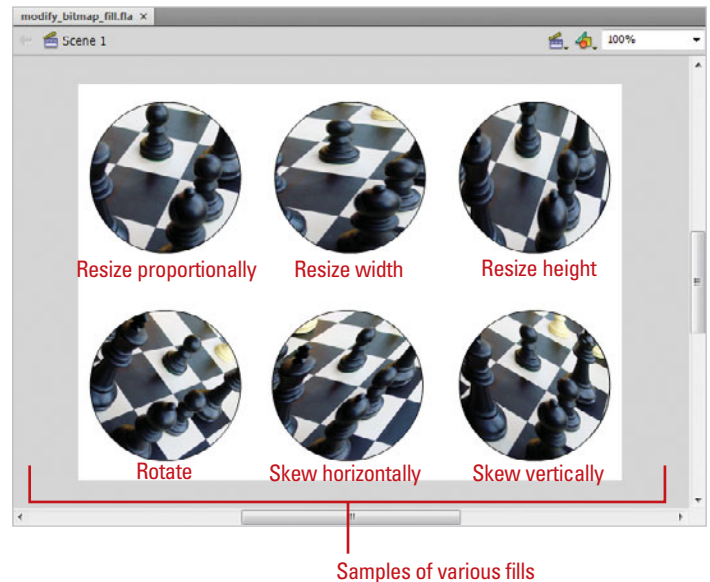 modify_bitmap_fill.fla ×
Scene 1
100%
Resize proportionally
Resize width
Resize height
Rotate
Skew horizontally
Skew vertically
Samples of various fills